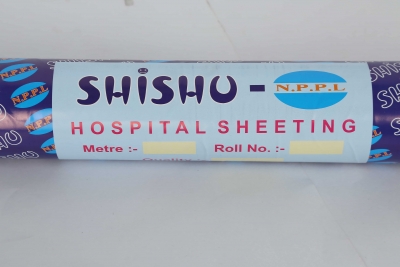 SHiSHU - N.P.P.L
HOSPITAL SHEETING
Metre :- Roll No. :-